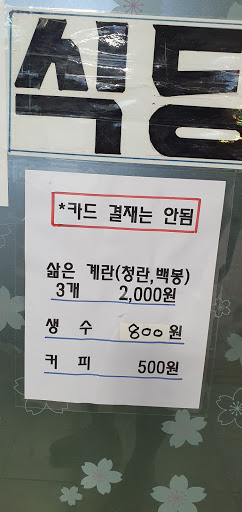 식당
*카드 결재는 안됨
삶은 계란(청란,백봉)
3개 2,000원
생 수 800원
커 피 500원